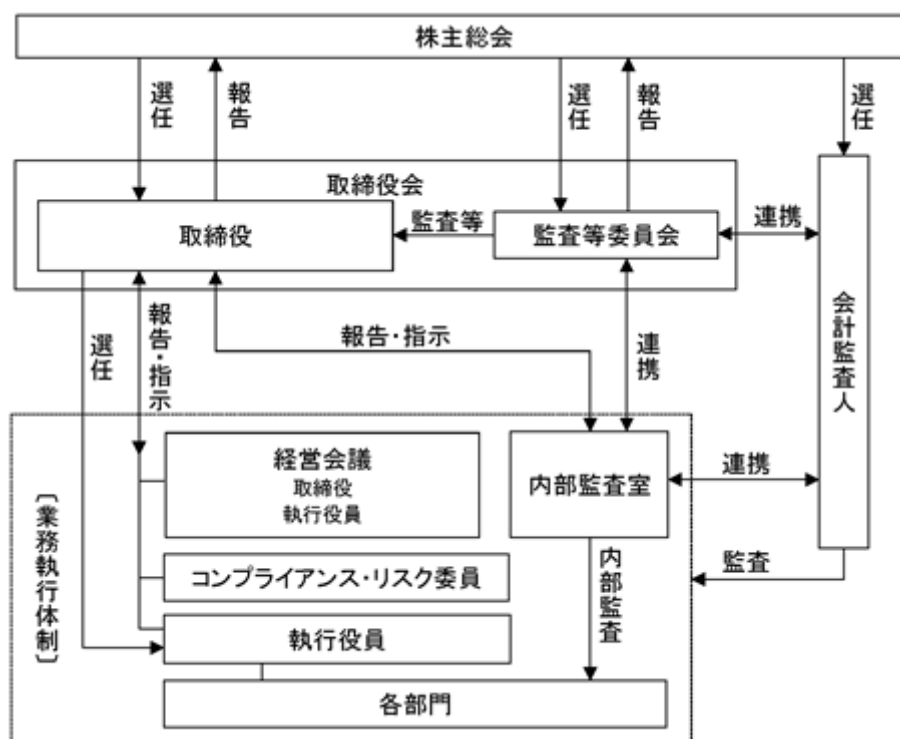 株主総会
選任
報告
選任
報告
選任
取締役会
取締役
監査等
監査等委員会
連携
会計監査人
選任
報告・指示
報告・指示
連携
経営会議
取締役
執行役員
内部監査室
連携
〔業務執行体制〕
コンプライアンス・リスク委員
内部監査
監査
執行役員
各部門